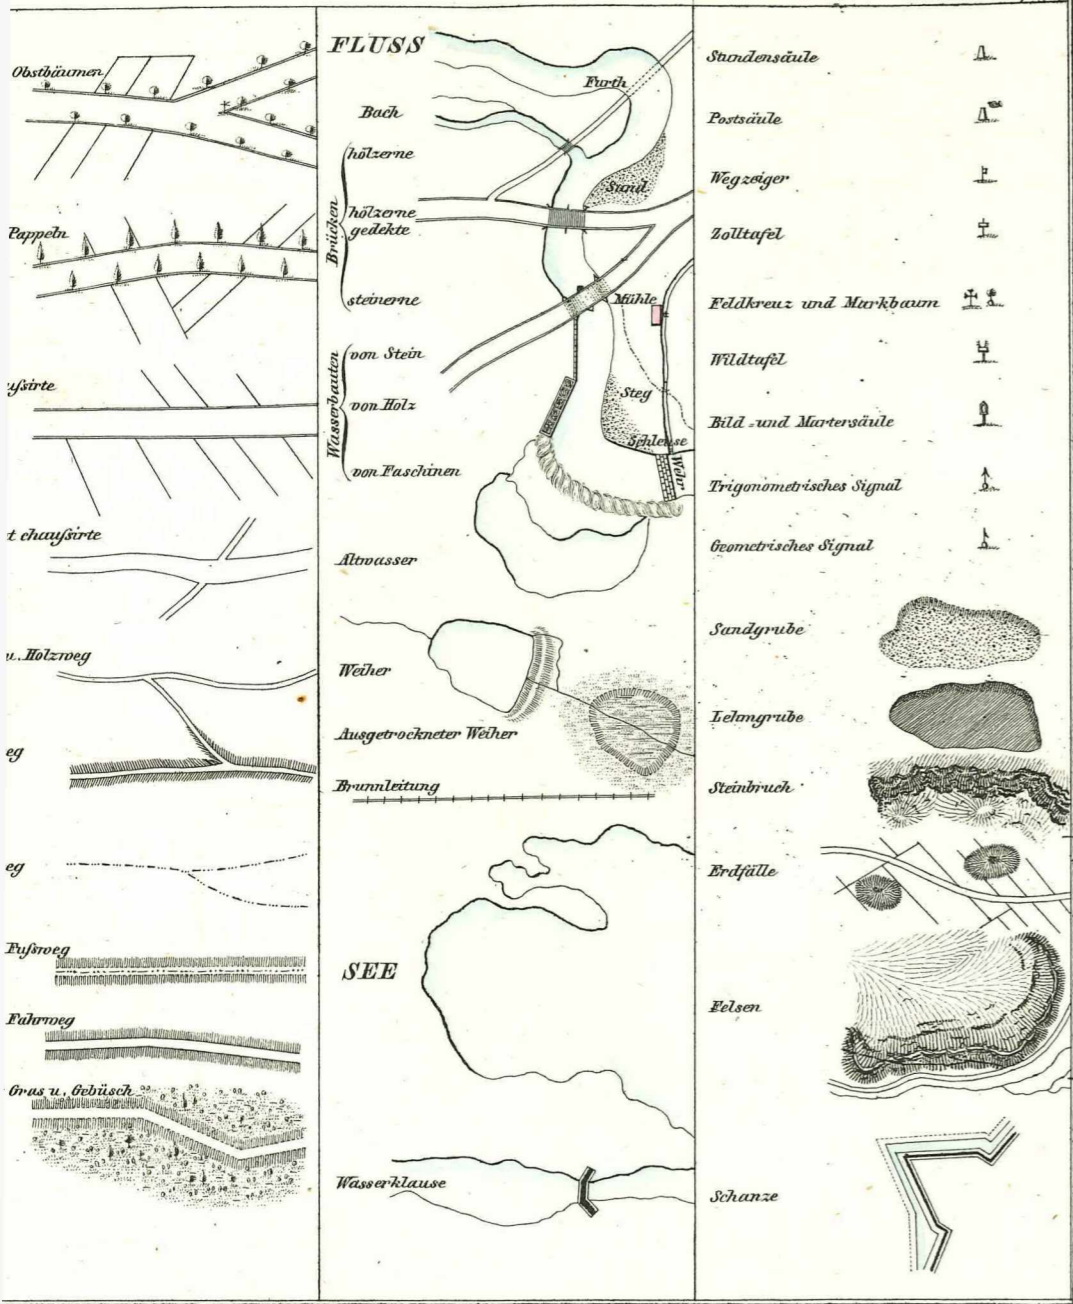 Obstbäumen
Pappeln
ußirte
t chaußirte
u. Holzweg
eg
eg
Fußweg
Fahrweg
Gras u. Gebüsch
FLUSS
Furth
Bach
hölzerne
Sand
hölzerne
gedekte
Brücken
steinerne
Mühle
von Stein
Wasserbauten
von Holz
Steg
Schleuse
Wehr
von Faschinen
Altwasser
Weiher
Ausgetrockneter Weiher
Brunnleitung
SEE
Wasserklause
Stundensäule
Postsäule
Wegzeiger
Zolltafel
Feldkreuz und Markbaum
Wildtafel
Bild= und Martersäule
Trigonometrisches Signal
Geometrisches Signal
Sandgrube
Lehmgrube
Steinbruch
Erdfälle
Felsen
Schanze